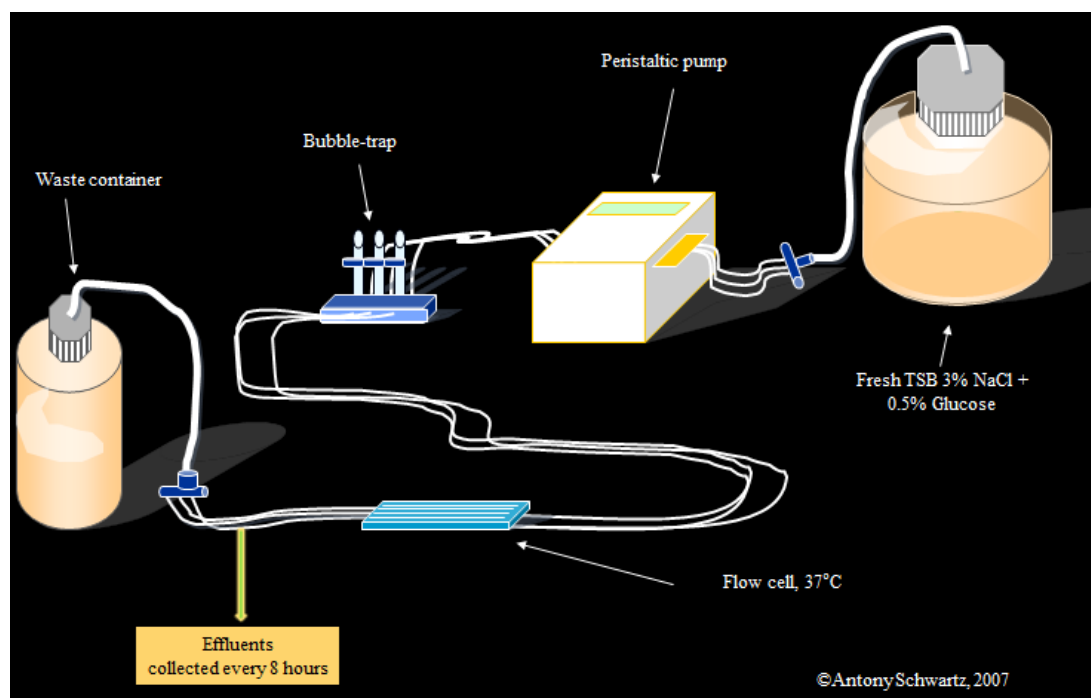 Peristaltic pump
Bubble-trap
Waste container
Fresh TSB 3% NaCl +
0.5% Glucose
Flow cell, 37°C
Effluents
collected every 8 hours
©Antony Schwartz, 2007